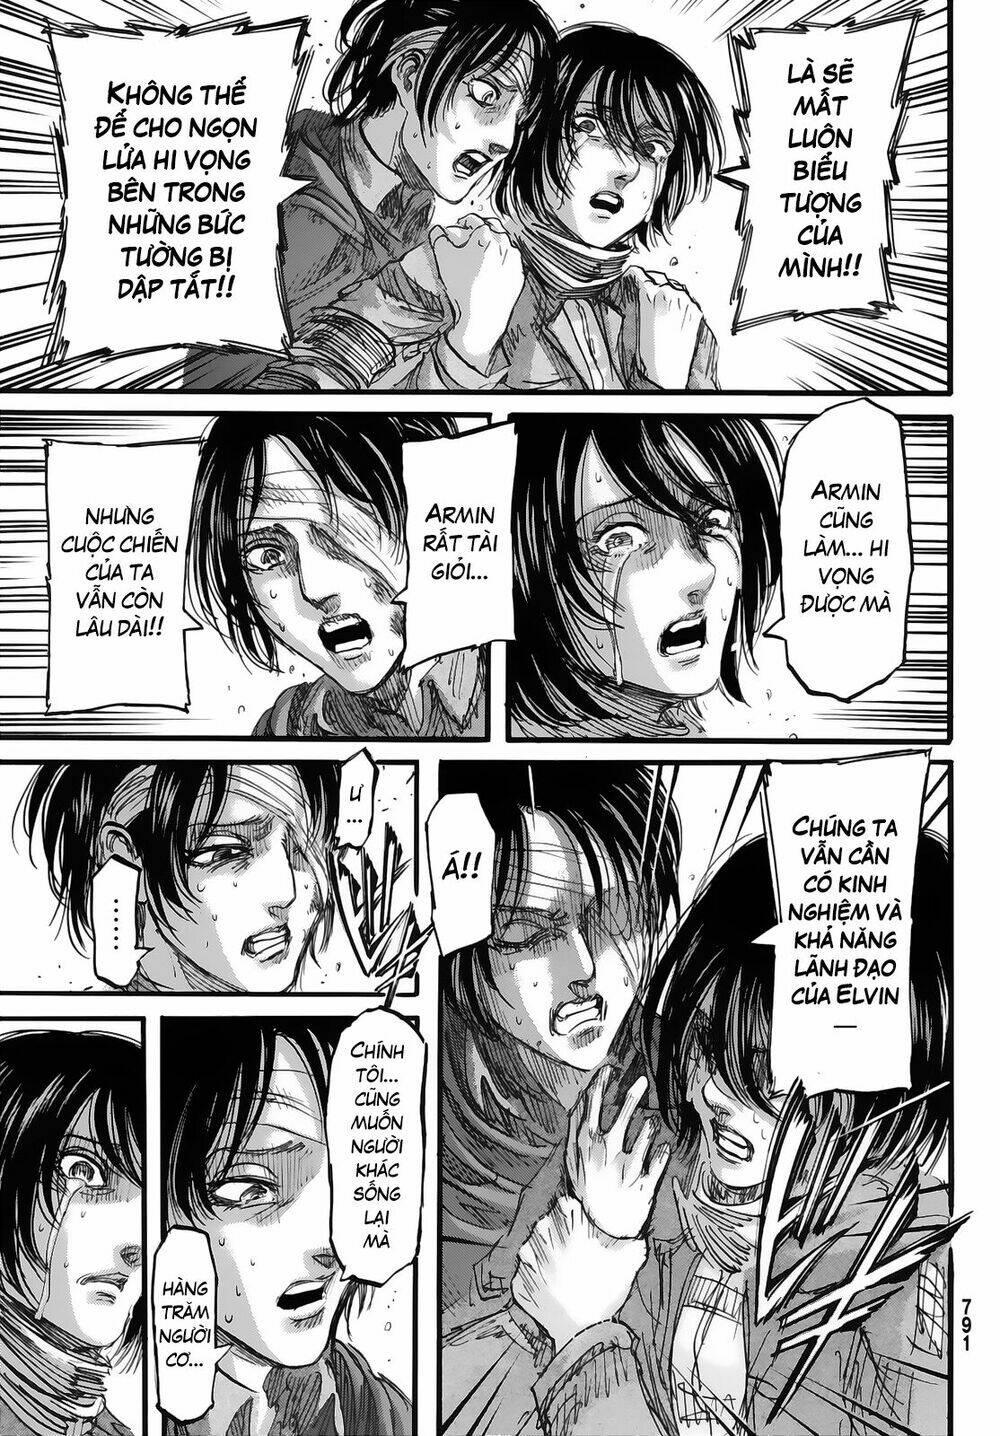 LÀ SẼ
MẤT
LUÔN
BIỂU
TƯỢNG
CỦA
MÌNH!!
KHÔNG THỂ
ĐỂ CHO NGỌN
LỬA HI VỌNG
BÊN TRONG
NHỮNG BỨC
TƯỜNG BỊ
DẬP TẮT!!
ARMIN
CŨNG
LÀM... HI
VỌNG
ĐƯỢC MÀ
ARMIN
RẤT TÀI
GIỎI...
NHƯNG
CUỘC CHIẾN
CỦA TA
VẪN CÒN
LÂU DÀI!!
CHÚNG TA
VẪN CẦN
CÓ KINH
NGHIỆM VÀ
KHẢ NĂNG
LÃNH ĐẠO
CỦA ELVIN
—
Á!!
Ư
...
......
CHÍNH
TÔI...
CŨNG
MUỐN
NGƯỜI
KHÁC
SỐNG
LẠI
MÀ
HÀNG
TRĂM
NGƯỜI
CƠ...
791